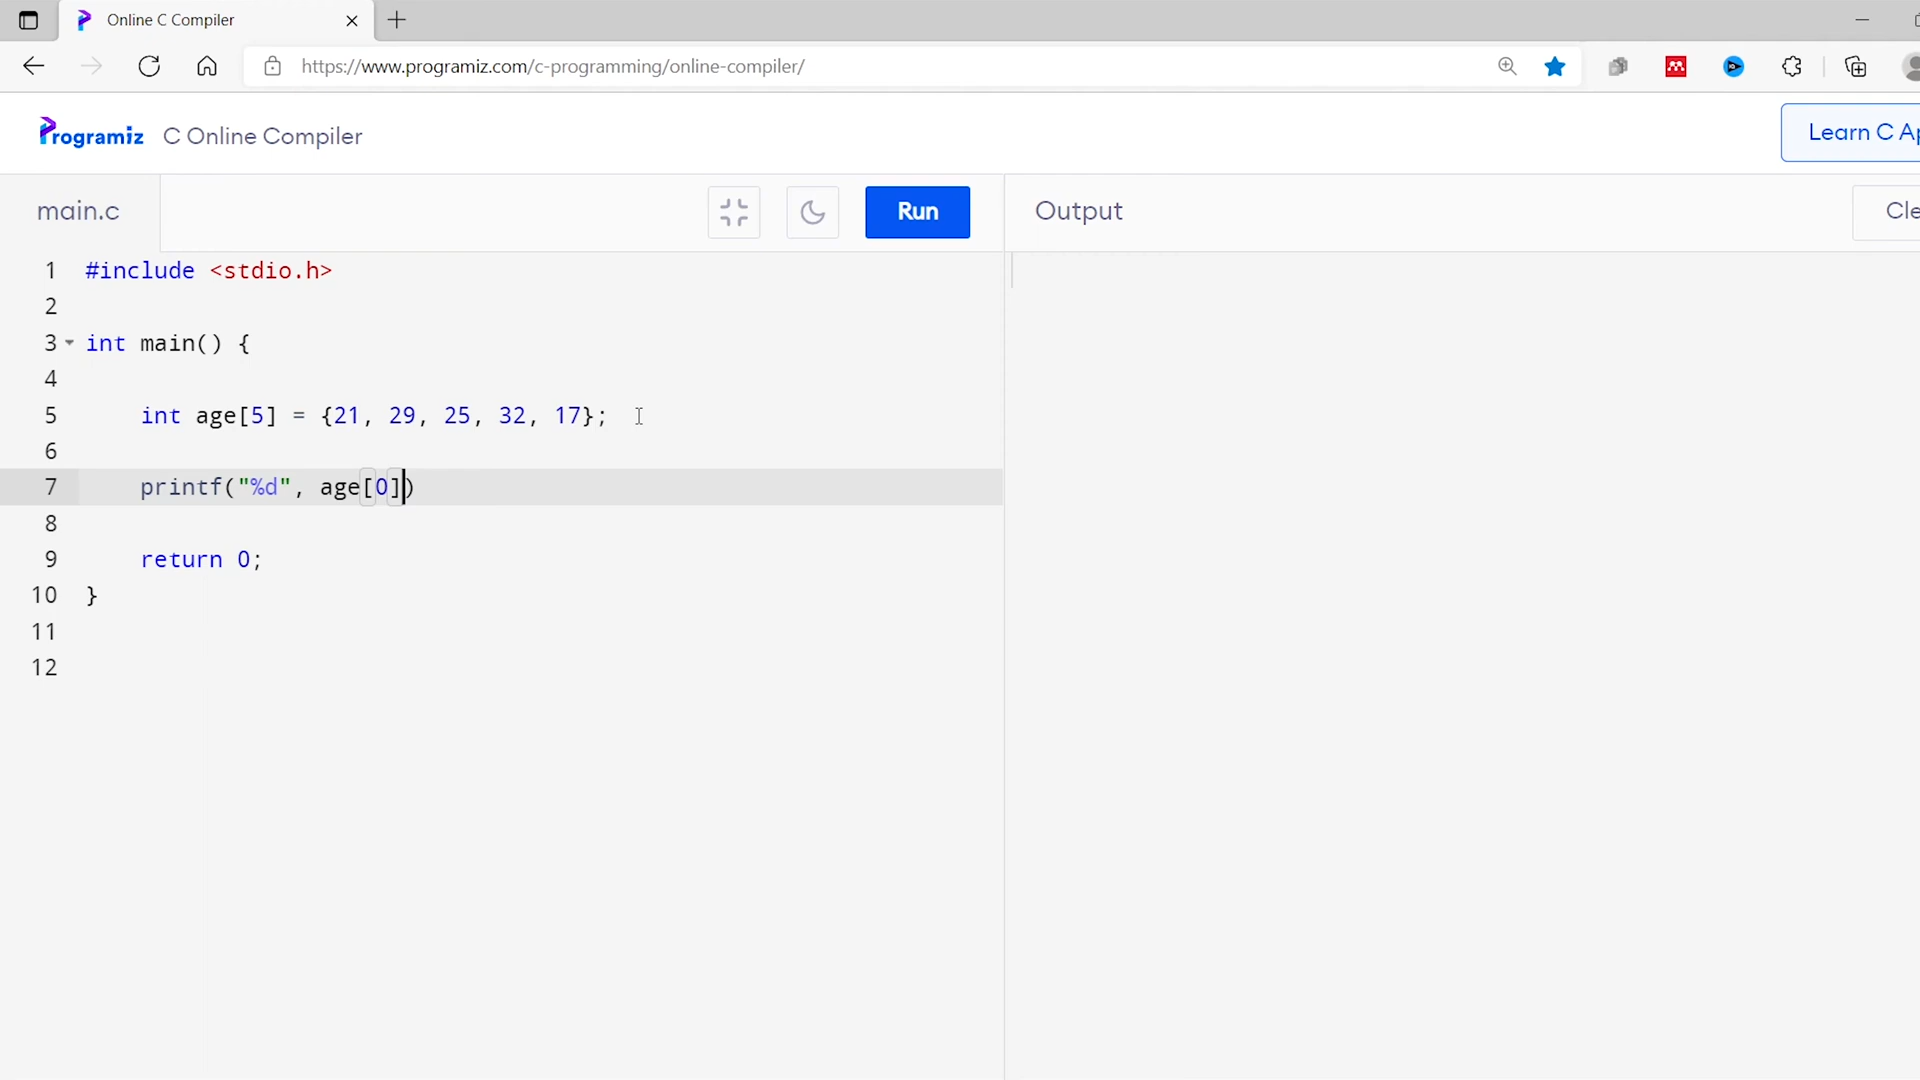 Online C Compiler
https://www.programiz.com/c-programming/online-compiler/
Programiz C Online Compiler
Learn C Ap
main.c
Run
Output
Cle
1 #include <stdio.h>
2
3 int main() {
4
5 int age[5] = {21, 29, 25, 32, 17};
6
7 printf("%d", age[0])
8
9 return 0;
10 }
11
12